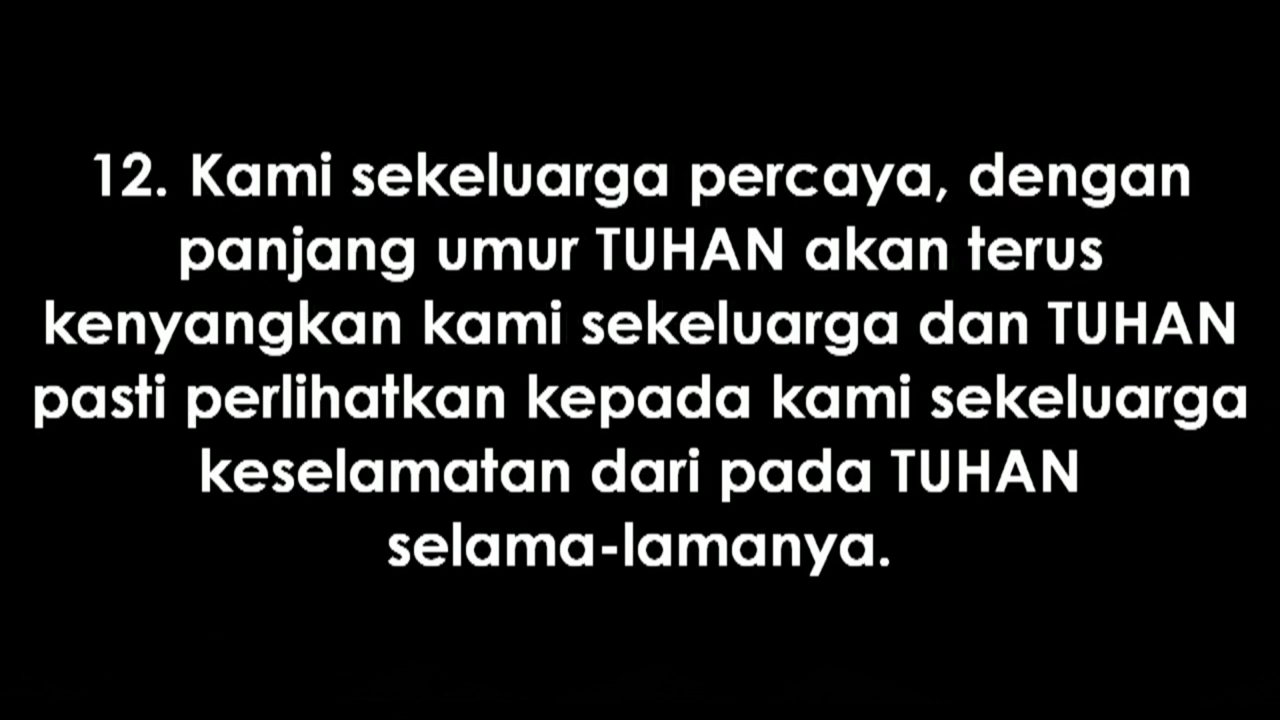 12. Kami sekeluarga percaya, dengan
panjang umur TUHAN akan terus
kenyangkan kami sekeluarga dan TUHAN
pasti perlihatkan kepada kami sekeluarga
keselamatan dari pada TUHAN
selama-lamanya.